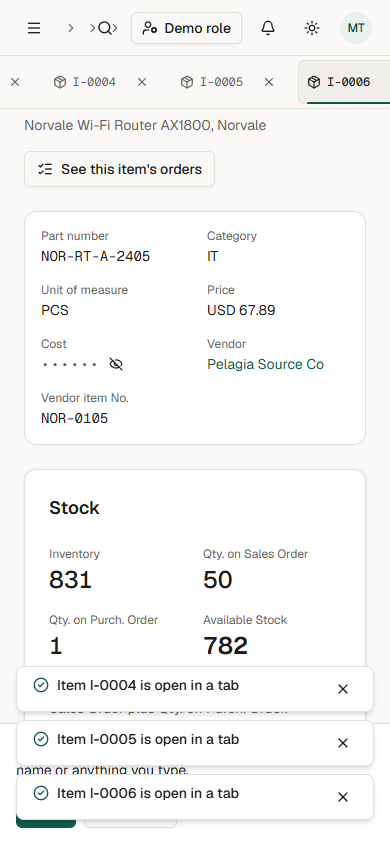 Demo role
MT
I-0004
I-0005
I-0006
Norvale Wi-Fi Router AX1800, Norvale
See this item's orders
Part number
Category
NOR-RT-A-2405
IT
Unit of measure
Price
PCS
USD 67.89
Cost
Vendor
••••••
Pelagia Source Co
Vendor item No.
NOR-0105
Stock
Inventory
Qty. on Sales Order
831
50
Qty. on Purch. Order
Available Stock
1
782
Item I-0004 is open in a tab
Item I-0005 is open in a tab
name or anything you type.
Item I-0006 is open in a tab